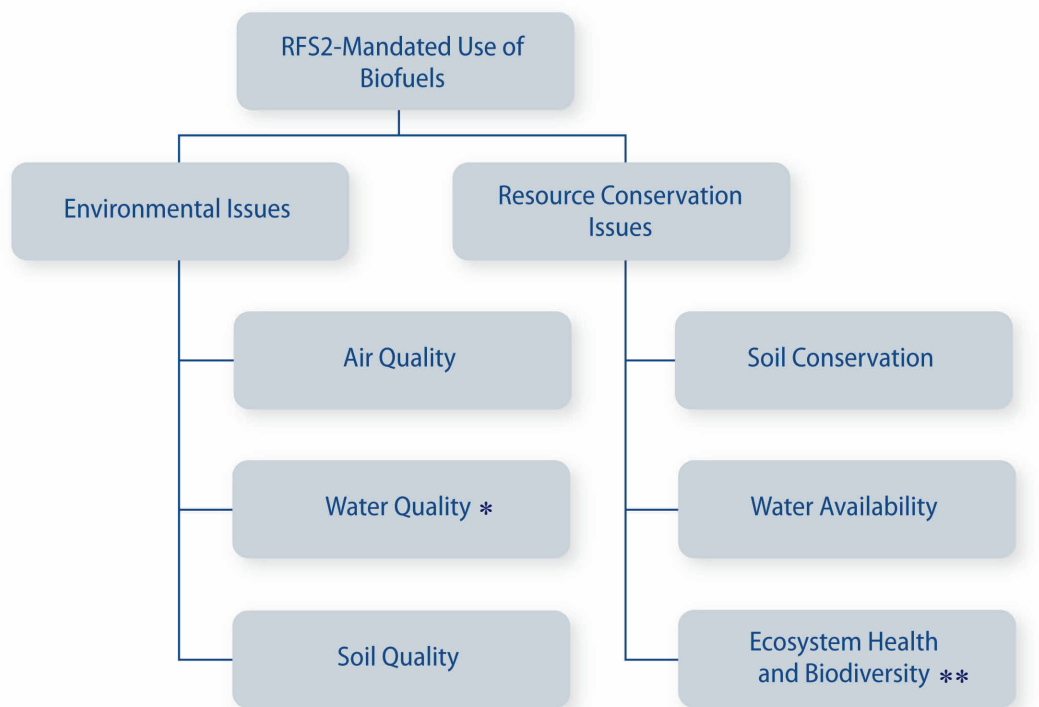 RFS2-Mandated Use of
Biofuels
Environmental Issues
Resource Conservation
Issues
Air Quality
Soil Conservation
Water Quality *
Water Availability
Soil Quality
Ecosystem Health
and Biodiversity **